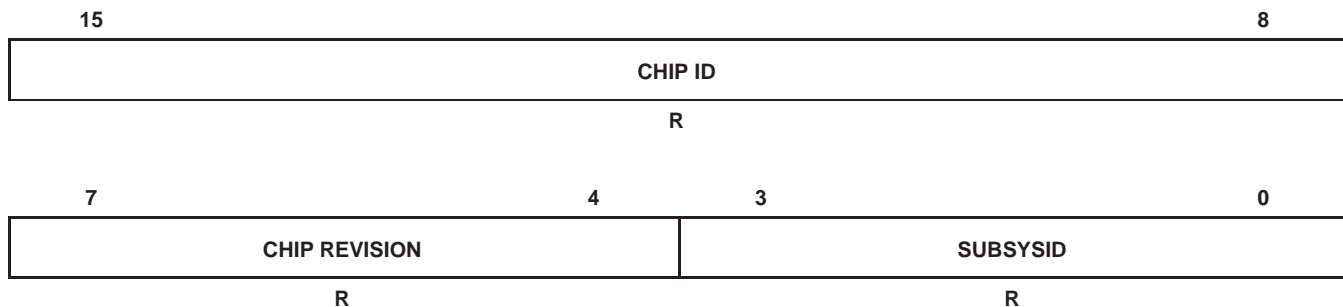 15 8
CHIP ID
R
7 4 3 0
CHIP REVISION SUBSYSID
R R